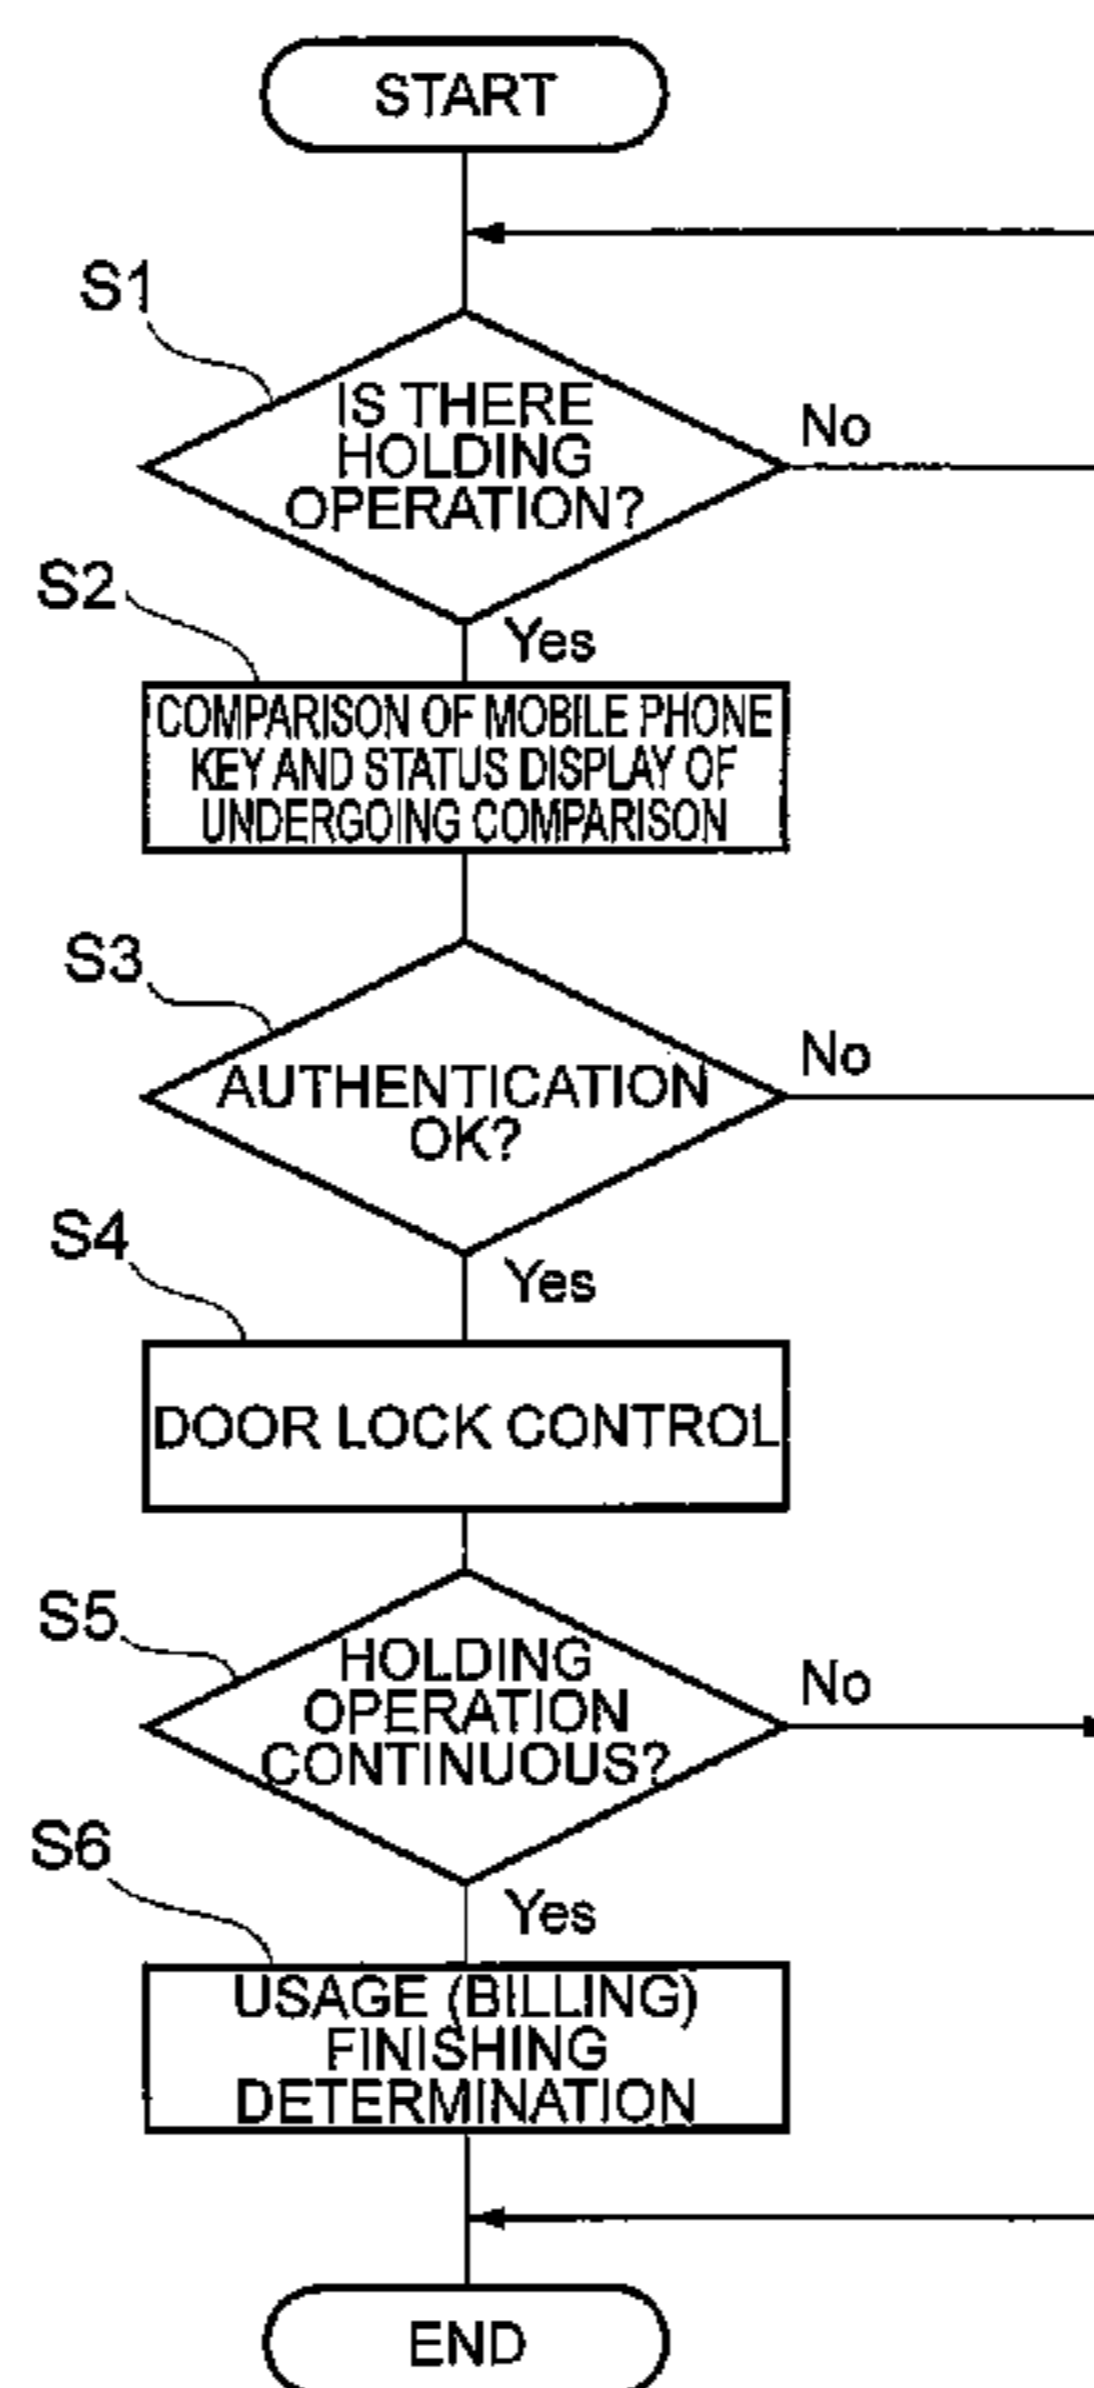 START
S1
IS THERE
HOLDING
OPERATION?
No
S2
Yes
COMPARISON OF MOBILE PHONE
KEY AND STATUS DISPLAY OF
UNDERGOING COMPARISON
S3
AUTHENTICATION
OK?
No
S4
Yes
DOOR LOCK CONTROL
S5
HOLDING
OPERATION
CONTINUOUS?
No
S6
Yes
USAGE (BILLING)
FINISHING
DETERMINATION
END